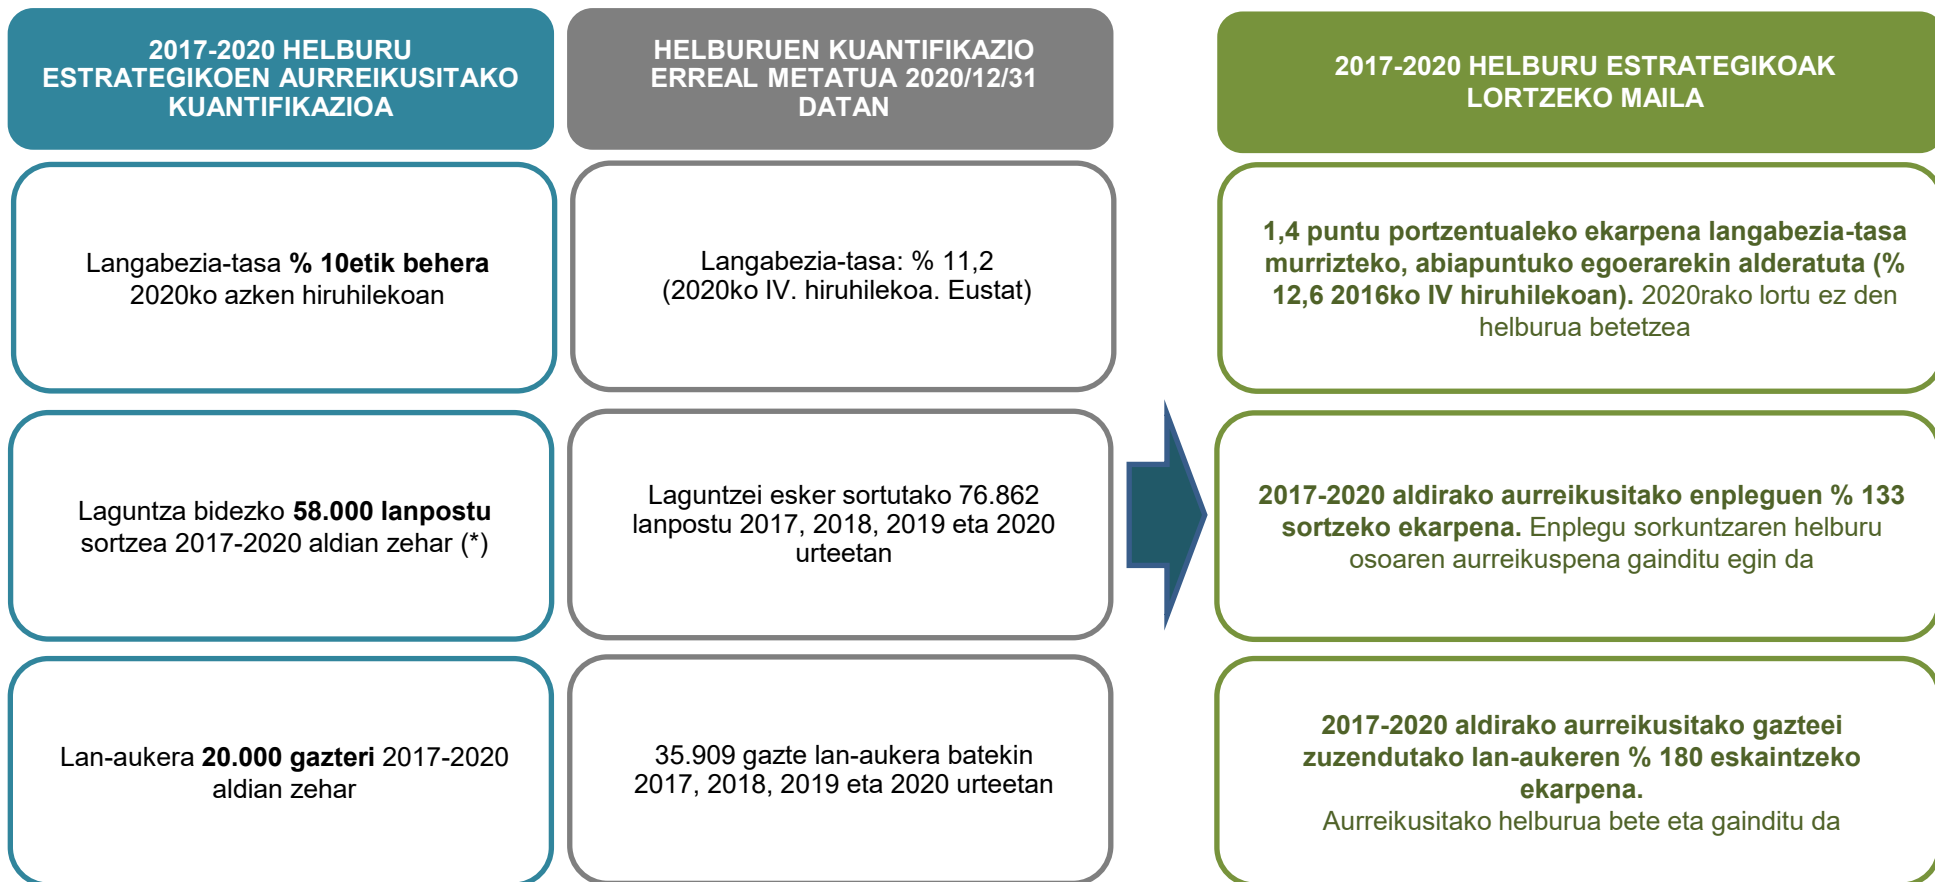 2017-2020 HELBURU
ESTRATEGIKOEN AURREIKUSITAKO
KUANTIFIKAZIOA
HELBURUEN KUANTIFIKAZIO
ERREAL METATUA 2020/12/31
DATAN
2017-2020 HELBURU ESTRATEGIKOAK
LORTZEKO MAILA
Langabezia-tasa % 10etik behera
2020ko azken hiruhilekoan
Langabezia-tasa: % 11,2
(2020ko IV. hiruhilekoa. Eustat)
1,4 puntu portzentualeko ekarpena langabezia-tasa
murrizteko, abiapuntuko egoerarekin alderatuta (%
12,6 2016ko IV hiruhilekoan). 2020rako lortu ez den
helburua betetzea
Laguntza bidezko 58.000 lanpostu
sortzea 2017-2020 aldian zehar (*)
Laguntzei esker sortutako 76.862
lanpostu 2017, 2018, 2019 eta 2020
urteetan
2017-2020 aldirako aurreikusitako enpleguen % 133
sortzeko ekarpena. Enplegu sorkuntzaren helburu
osoaren aurreikuspena gainditu egin da
Lan-aukera 20.000 gazteri 2017-2020
aldian zehar
35.909 gazte lan-aukera batekin
2017, 2018, 2019 eta 2020 urteetan
2017-2020 aldirako aurreikusitako gazteei
zuzendutako lan-aukeren % 180 eskaintzeko
ekarpena.
Aurreikusitako helburua bete eta gainditu da